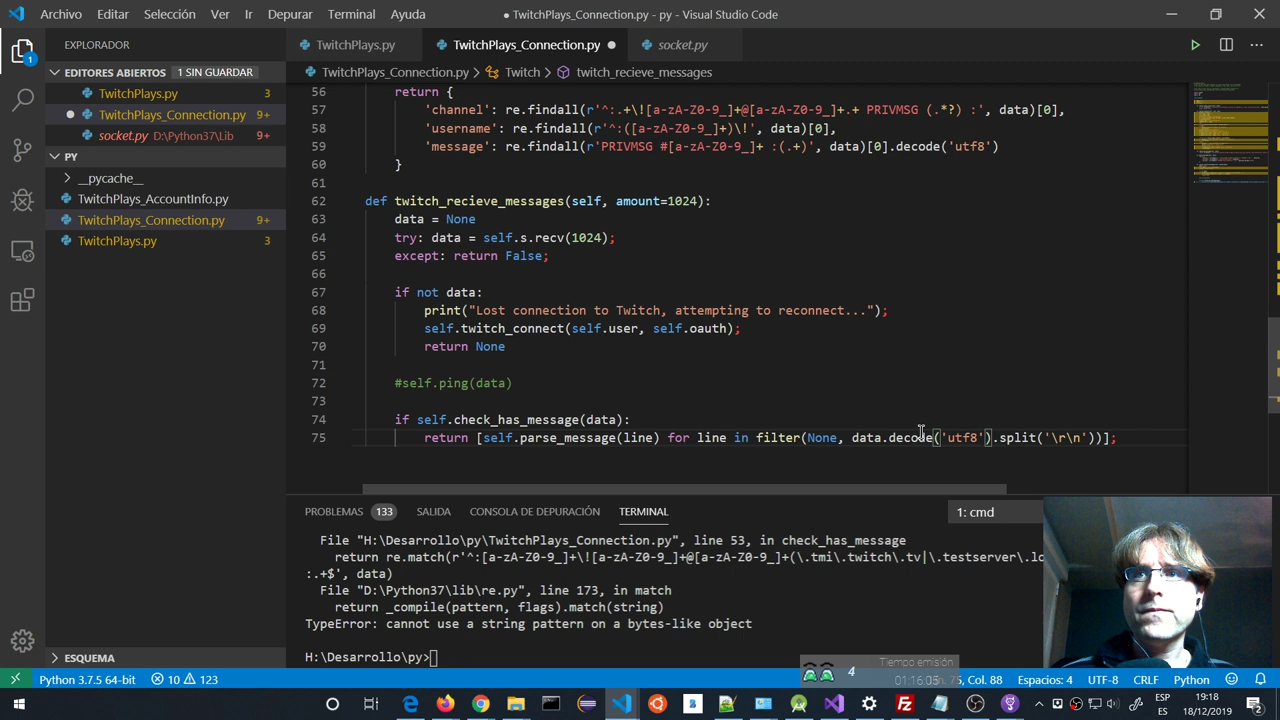 Archivo Editar Selección Ver Ir Depurar Terminal Ayuda
● TwitchPlays_Connection.py - py - Visual Studio Code
EXPLORADOR
TwitchPlays.py
TwitchPlays_Connection.py
socket.py
EDITORES ABIERTOS 1 SIN GUARDAR
TwitchPlays_Connection.py > Twitch > twitch_recieve_messages
TwitchPlays.py 3
TwitchPlays_Connection.py 9+
socket.py D:\Python37\Lib 9+
PY
__pycache__
TwitchPlays_AccountInfo.py
TwitchPlays_Connection.py 9+
TwitchPlays.py 3
ESQUEMA
56 return {
57 'channel': re.findall(r'^:.+\![a-zA-Z0-9_]+@[a-zA-Z0-9_]+.+ PRIVMSG (.*?) :', data)[0],
58 'username': re.findall(r'^:([a-zA-Z0-9_]+)\!', data)[0],
59 'message': re.findall(r'PRIVMSG #[a-zA-Z0-9_]+ :(.+)', data)[0].decode('utf8')
60 }
61
62 def twitch_recieve_messages(self, amount=1024):
63 data = None
64 try: data = self.s.recv(1024);
65 except: return False;
66
67 if not data:
68 print("Lost connection to Twitch, attempting to reconnect...");
69 self.twitch_connect(self.user, self.oauth);
70 return None
71
72 #self.ping(data)
73
74 if self.check_has_message(data):
75 return [self.parse_message(line) for line in filter(None, data.decode('utf8').split('\r\n'))];
PROBLEMAS 133 SALIDA CONSOLA DE DEPURACIÓN TERMINAL 1: cmd
File "H:\Desarrollo\py\TwitchPlays_Connection.py", line 53, in check_has_message
return re.match(r'^:[a-zA-Z0-9_]+\![a-zA-Z0-9_]+@[a-zA-Z0-9_]+(\.tmi\.twitch\.tv|\.testserver\.lo
:.+$', data)
File "D:\Python37\lib\re.py", line 173, in match
return _compile(pattern, flags).match(string)
TypeError: cannot use a string pattern on a bytes-like object
H:\Desarrollo\py>
4 Tiempo emisión
01:16:05
Python 3.7.5 64-bit 10 123 75, Col. 88 Espacios: 4 UTF-8 CRLF Python
ESP 19:18
ES 18/12/2019